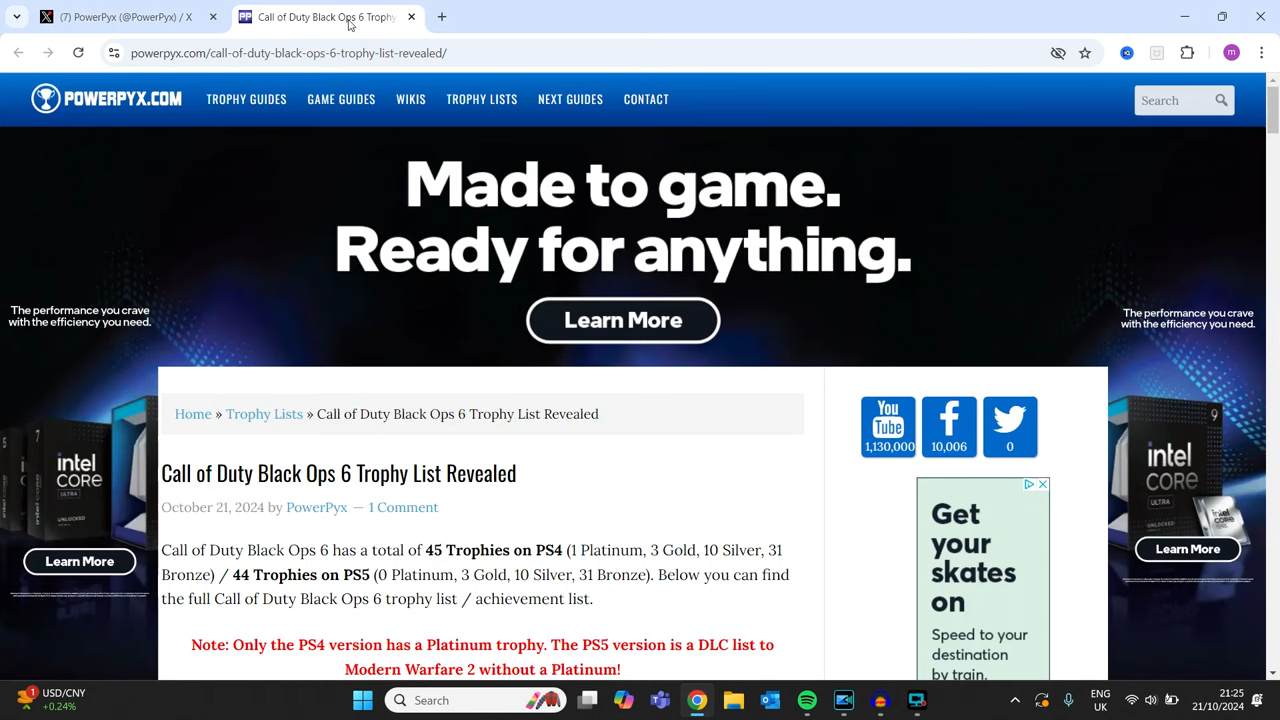 (7) PowerPyx (@PowerPyx) / X
Call of Duty Black Ops 6 Trophy
powerpyx.com/call-of-duty-black-ops-6-trophy-list-revealed/
m
POWERPYX.COM
TROPHY GUIDES
GAME GUIDES
WIKIS
TROPHY LISTS
NEXT GUIDES
CONTACT
Search
Made to game.
Ready for anything.
Learn More
The performance you crave
with the efficiency you need.
The performance you crave
with the efficiency you need.
Home » Trophy Lists » Call of Duty Black Ops 6 Trophy List Revealed
You
Tube
1,130,000
10,006
0
Call of Duty Black Ops 6 Trophy List Revealed
October 21, 2024 by PowerPyx — 1 Comment
Call of Duty Black Ops 6 has a total of 45 Trophies on PS4 (1 Platinum, 3 Gold, 10 Silver, 31
Bronze) / 44 Trophies on PS5 (0 Platinum, 3 Gold, 10 Silver, 31 Bronze). Below you can find
the full Call of Duty Black Ops 6 trophy list / achievement list.
Note: Only the PS4 version has a Platinum trophy. The PS5 version is a DLC list to
Modern Warfare 2 without a Platinum!
Get
your
skates
on
Speed to your
destination
by train.
5
7
intel
CORE
ULTRA
UNLOCKED
Learn More
9
intel
CORE
ULTRA
UNLOCKED
Learn More
1
USD/CNY
+0.24%
Search
ENG
UK
21:25
21/10/2024